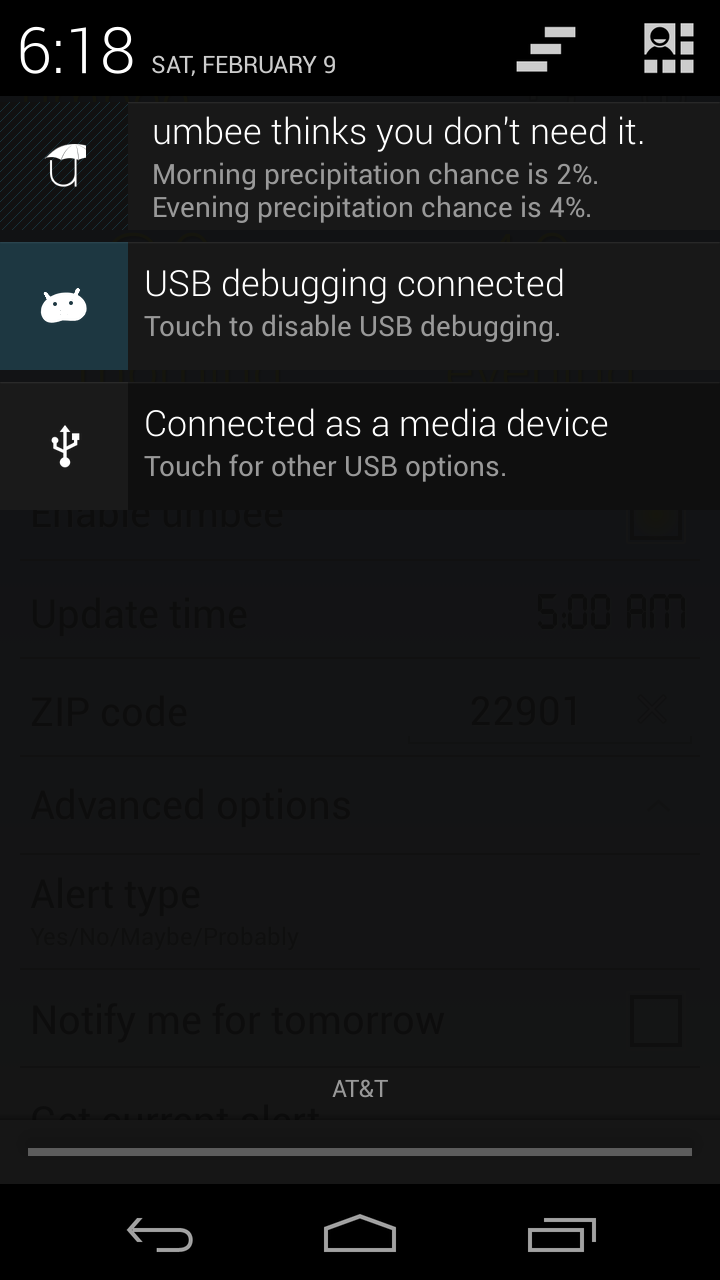 6:18 SAT, FEBRUARY 9
umbee thinks you don't need it.
Morning precipitation chance is 2%.
Evening precipitation chance is 4%.
USB debugging connected
Touch to disable USB debugging.
Connected as a media device
Touch for other USB options.
Enable umbee
Update time 5:00 AM
ZIP code 22901
Advanced options
Alert type
Yes/No/Maybe/Probably
Notify me for tomorrow
AT&T
Get current alert